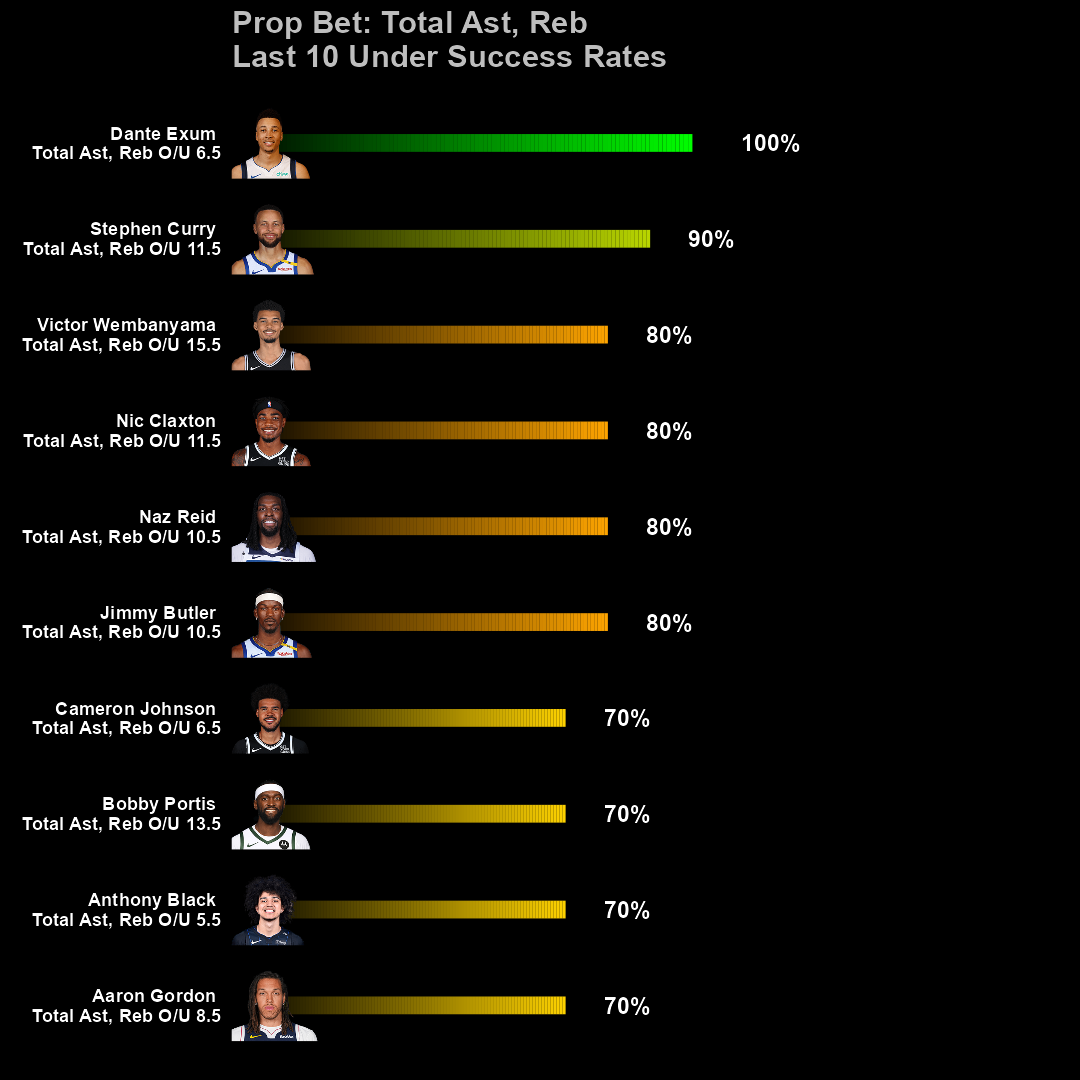 Prop Bet: Total Ast, Reb
Last 10 Under Success Rates
Dante Exum
Total Ast, Reb O/U 6.5
100%
Stephen Curry
Total Ast, Reb O/U 11.5
90%
Victor Wembanyama
Total Ast, Reb O/U 15.5
80%
Nic Claxton
Total Ast, Reb O/U 11.5
80%
Naz Reid
Total Ast, Reb O/U 10.5
80%
Jimmy Butler
Total Ast, Reb O/U 10.5
80%
Cameron Johnson
Total Ast, Reb O/U 6.5
70%
Bobby Portis
Total Ast, Reb O/U 13.5
70%
Anthony Black
Total Ast, Reb O/U 5.5
70%
Aaron Gordon
Total Ast, Reb O/U 8.5
70%